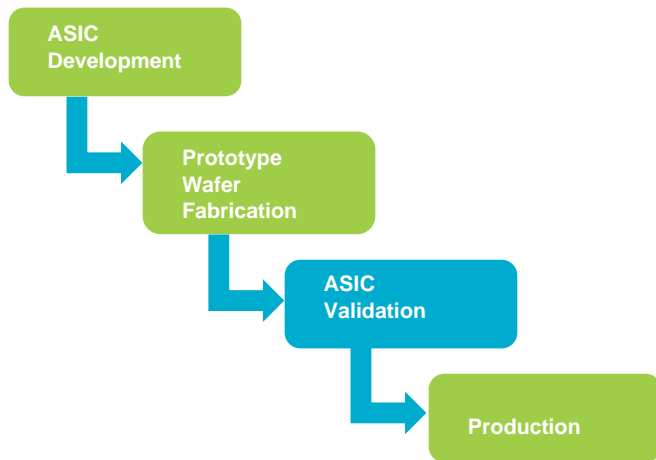 ASIC
Development
Prototype
Wafer
Fabrication
ASIC
Validation
Production